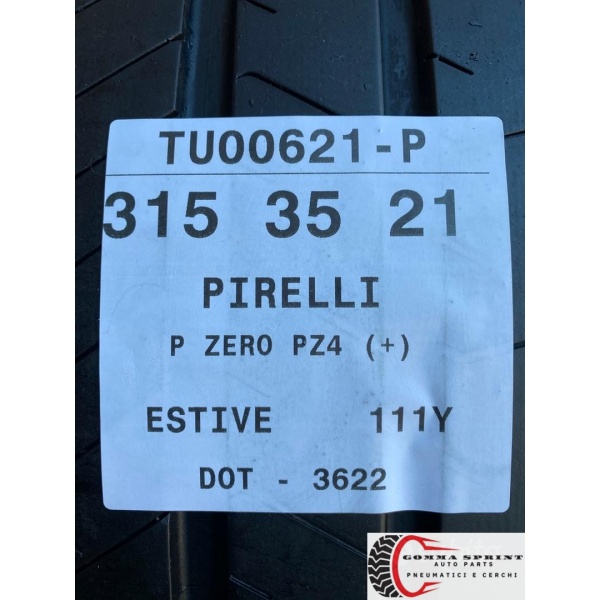 TU00621-P
315 35 21
PIRELLI
P ZERO PZ4 (+)
ESTIVE 111Y
DOT - 3622
GOMMA SPRINT
AUTO PARTS
PNEUMATICI E CERCHI